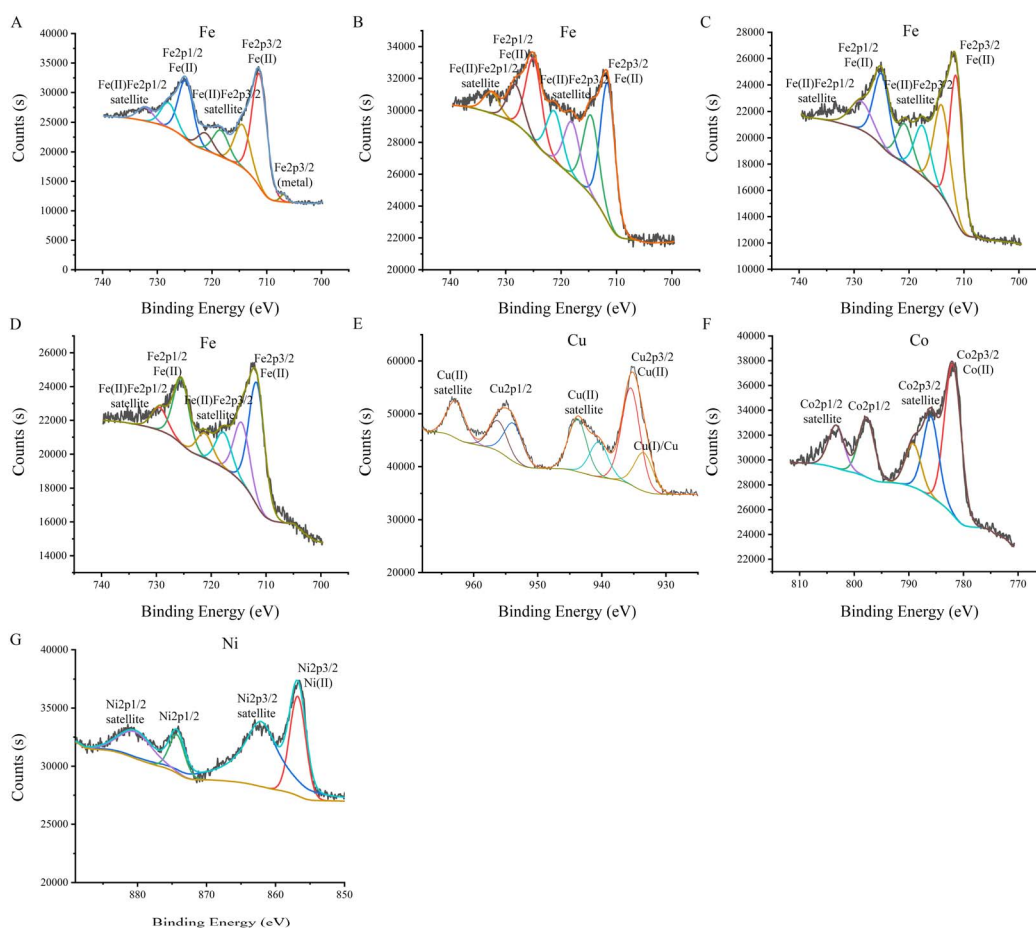 A
Fe
Fe2p1/2
Fe(II)
Fe(II)Fe2p1/2
satellite
Fe(II)Fe2p3/2
satellite
Fe2p3/2
Fe(II)
Fe2p3/2
(metal)
Counts (s)
40000
35000
30000
25000
20000
15000
10000
5000
0
740 730 720 710 700
Binding Energy (eV)
B
Fe
Fe2p1/2
Fe(II)
Fe(II)Fe2p1/2
satellite
Fe(II)Fe2p3/2
satellite
Fe2p3/2
Fe(II)
Counts (s)
34000
32000
30000
28000
26000
24000
22000
20000
740 730 720 710 700
Binding Energy (eV)
C
Fe
Fe2p1/2
Fe(II)
Fe(II)Fe2p1/2
satellite
Fe(II)Fe2p3/2
satellite
Fe2p3/2
Fe(II)
Counts (s)
28000
26000
24000
22000
20000
18000
16000
14000
12000
10000
740 730 720 710 700
Binding Energy (eV)
D
Fe
Fe2p1/2
Fe(II)
Fe(II)Fe2p1/2
satellite
Fe(II)Fe2p3/2
satellite
Fe2p3/2
Fe(II)
Counts (s)
26000
24000
22000
20000
18000
16000
14000
740 730 720 710 700
Binding Energy (eV)
E
Cu
Cu(II)
satellite
Cu2p1/2
Cu(II)
satellite
Cu2p3/2
Cu(II)
Cu(I)/Cu
Counts (s)
60000
50000
40000
30000
20000
960 950 940 930
Binding Energy (eV)
F
Co
Co2p1/2
satellite
Co2p1/2
Co2p3/2
satellite
Co2p3/2
Co(II)
Counts (s)
40000
38000
36000
34000
32000
30000
28000
26000
24000
22000
810 800 790 780 770
Binding Energy (eV)
G
Ni
Ni2p1/2
satellite
Ni2p1/2
Ni2p3/2
satellite
Ni2p3/2
Ni(II)
Counts (s)
40000
35000
30000
25000
20000
880 870 860 850
Binding Energy (eV)